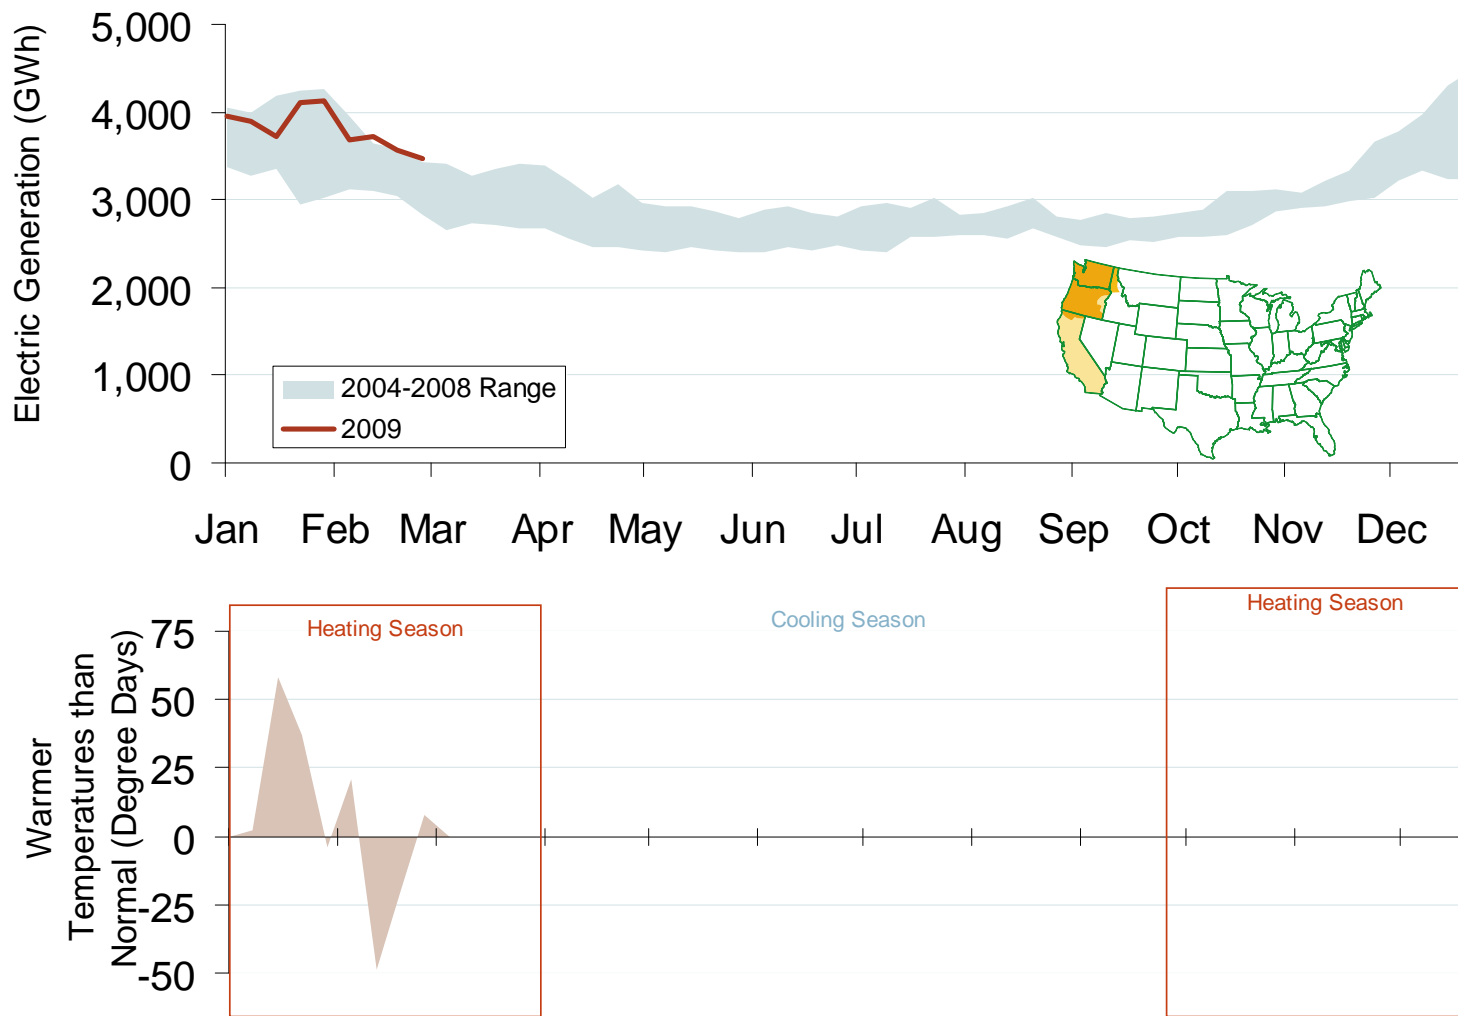 Electric Generation (GWh)
5,000
4,000
3,000
2,000
1,000
0
2004-2008 Range
2009
Jan Feb Mar Apr May Jun Jul Aug Sep Oct Nov Dec
Warmer
Temperatures than
Normal (Degree Days)
Heating Season
Cooling Season
Heating Season
75
50
25
0
-25
-50